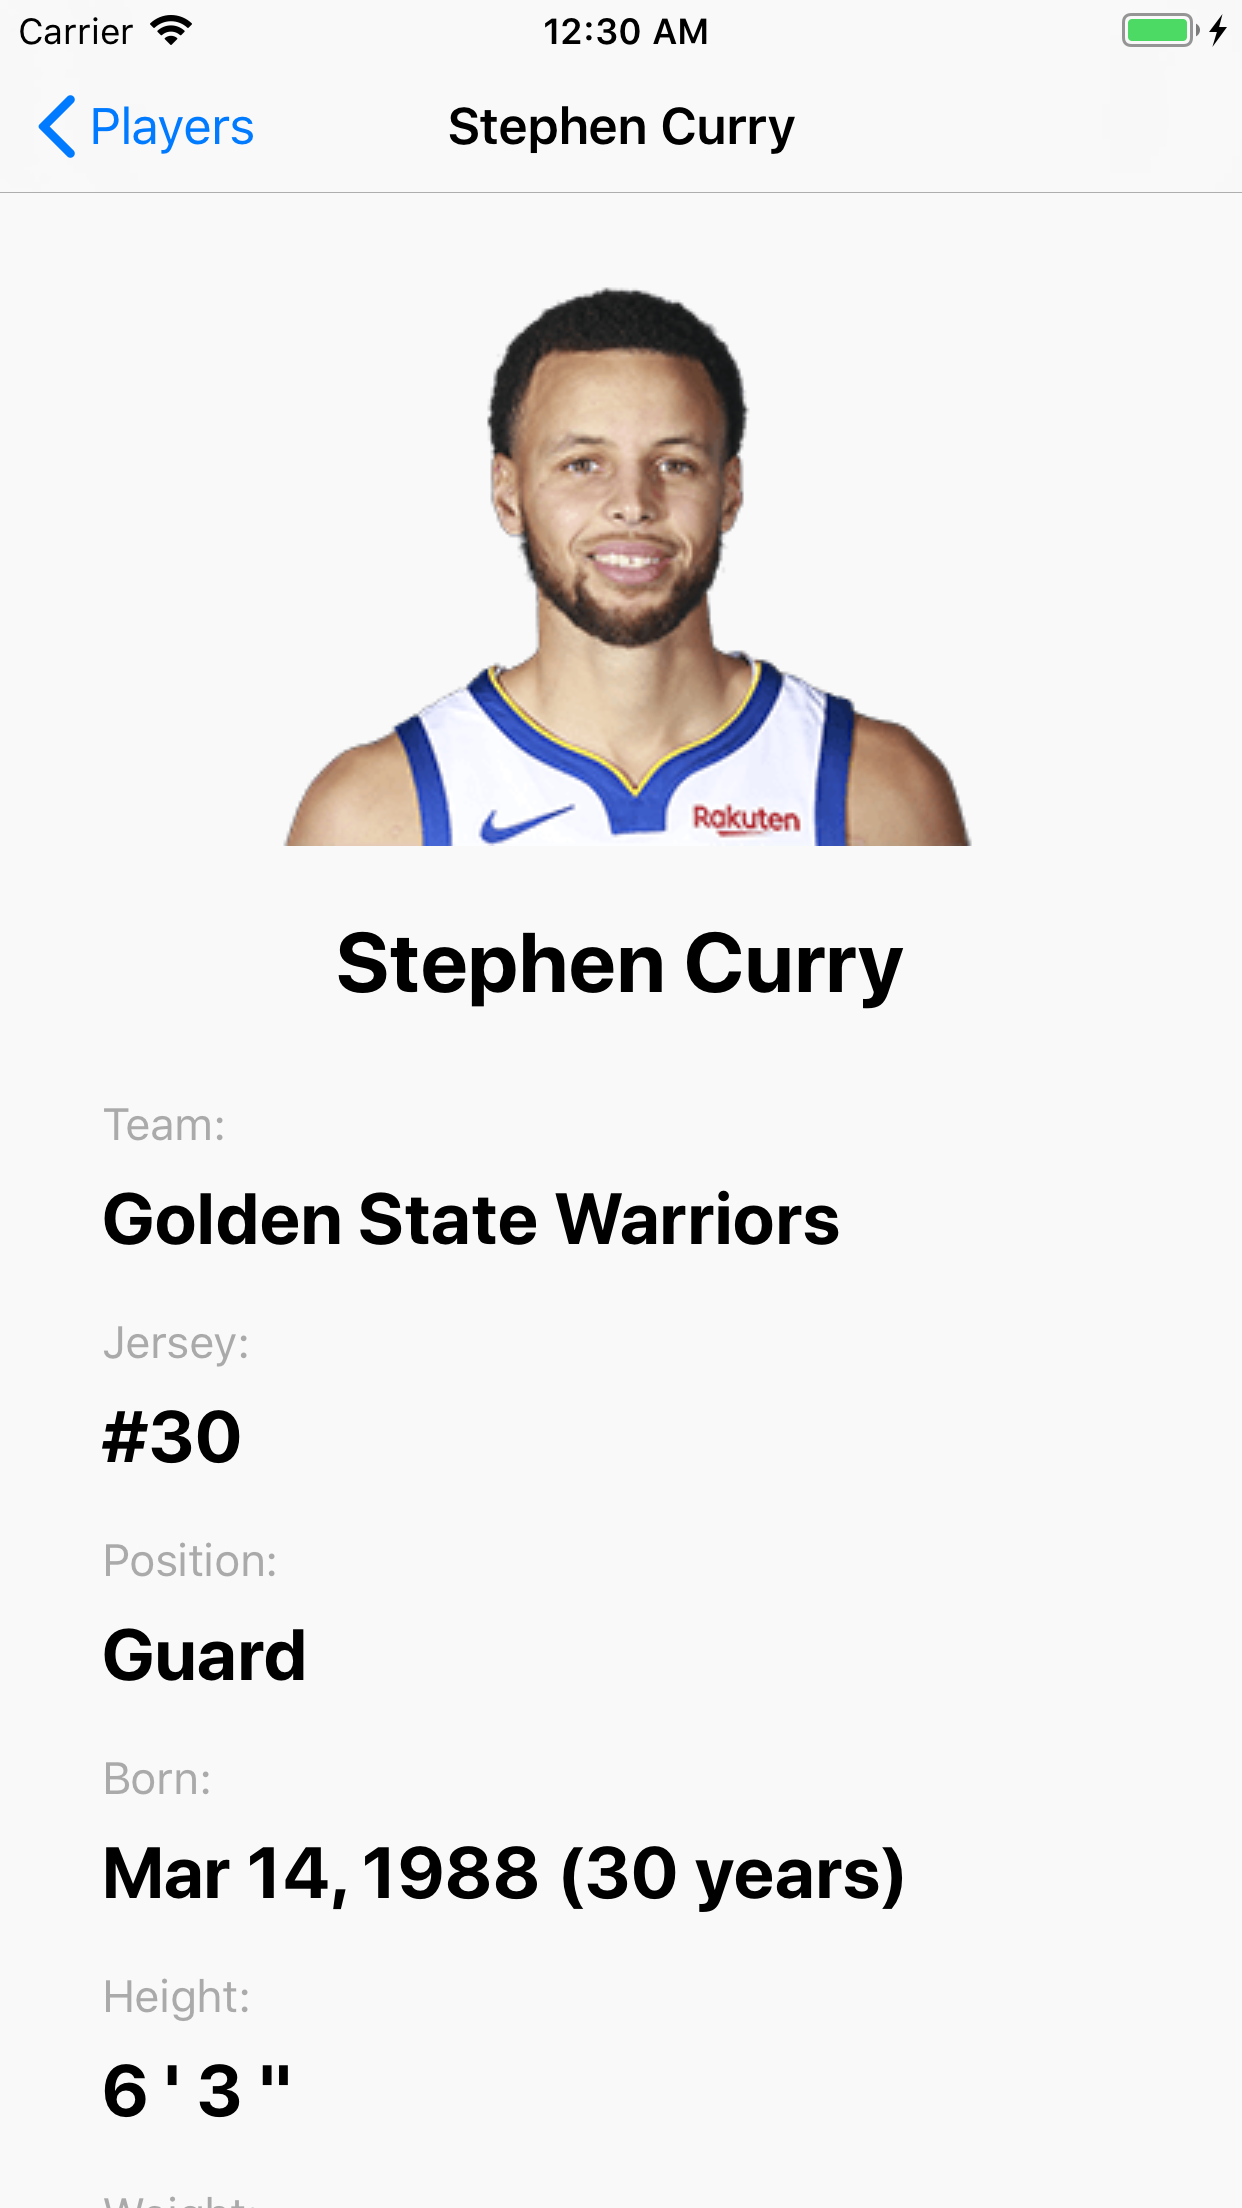 Carrier 12:30 AM
Players Stephen Curry
Rakuten
Stephen Curry
Team:
Golden State Warriors
Jersey:
#30
Position:
Guard
Born:
Mar 14, 1988 (30 years)
Height:
6 ' 3 "